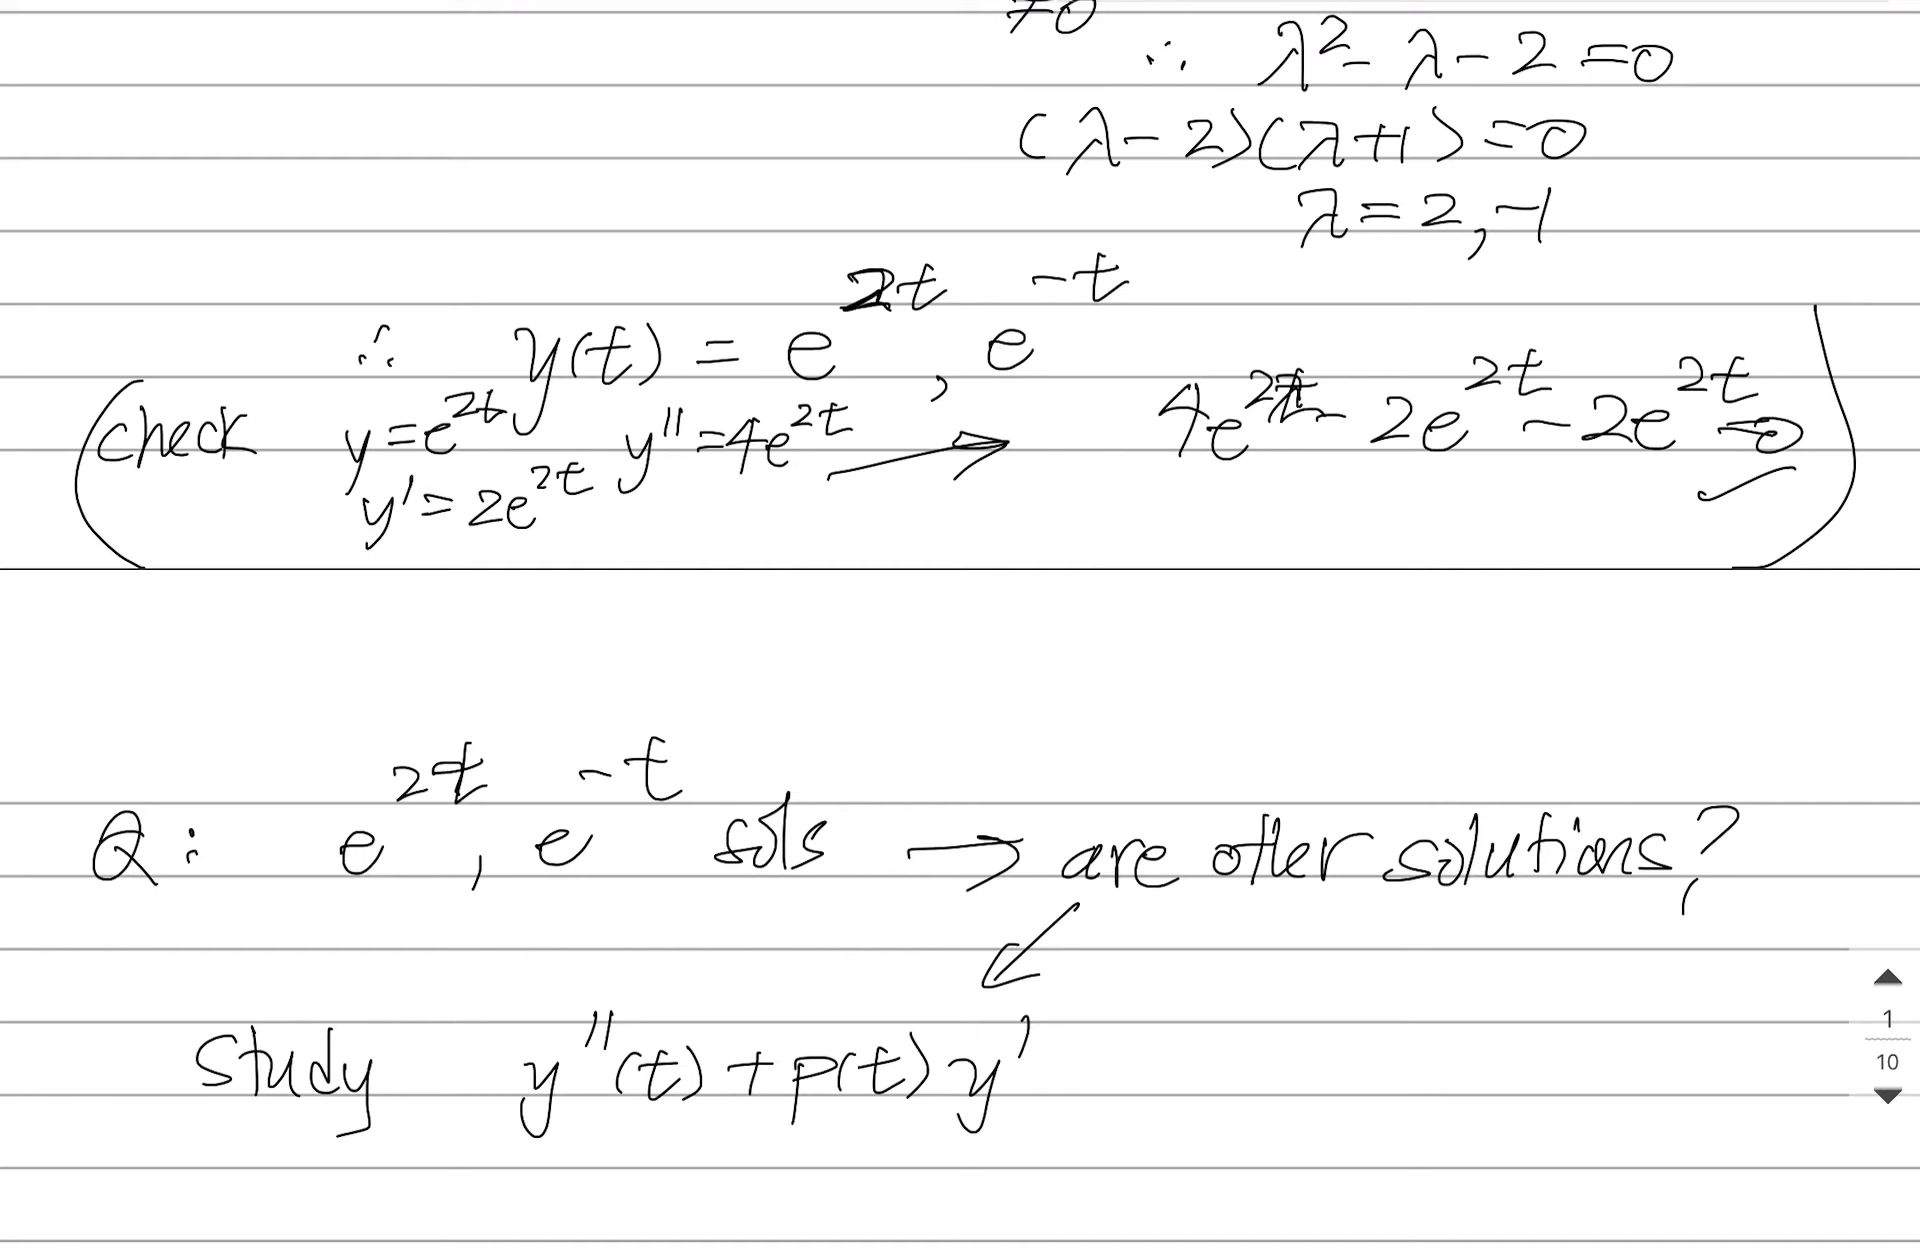 ≠0
∴ λ² - λ - 2 = 0
(λ - 2)(λ + 1) = 0
λ = 2, -1
∴ y(t) = e^{2t}, e^{-t}
(check y = e^{2t} y'' = 4e^{2t} → 4e^{2t} - 2e^{2t} - 2e^{2t} = 0 ✓)
y' = 2e^{2t}
Q: e^{2t}, e^{-t} sols → are other solutions?
↙
Study y''(t) + p(t) y'
1
10